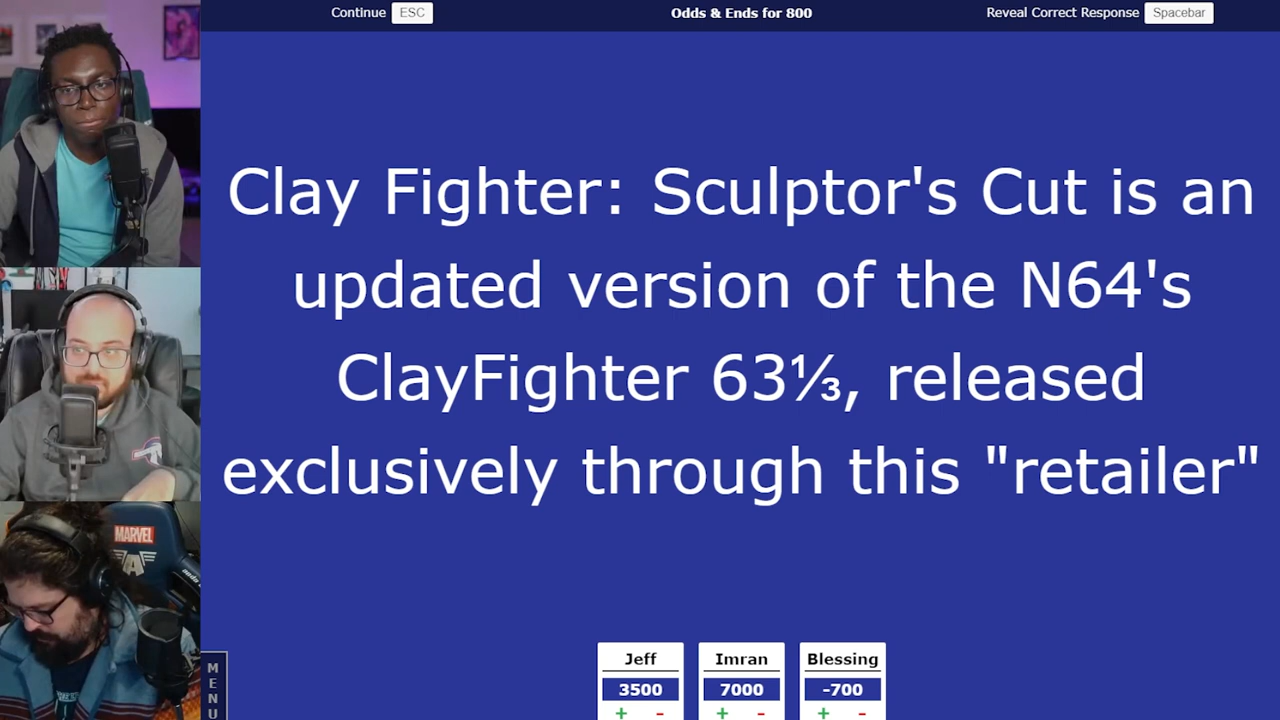 Continue ESC
Odds & Ends for 800
Reveal Correct Response Spacebar
Clay Fighter: Sculptor's Cut is an
updated version of the N64's
ClayFighter 63⅓, released
exclusively through this "retailer"
MARVEL
MENU
Jeff
3500
+ -
Imran
7000
+ -
Blessing
-700
+ -